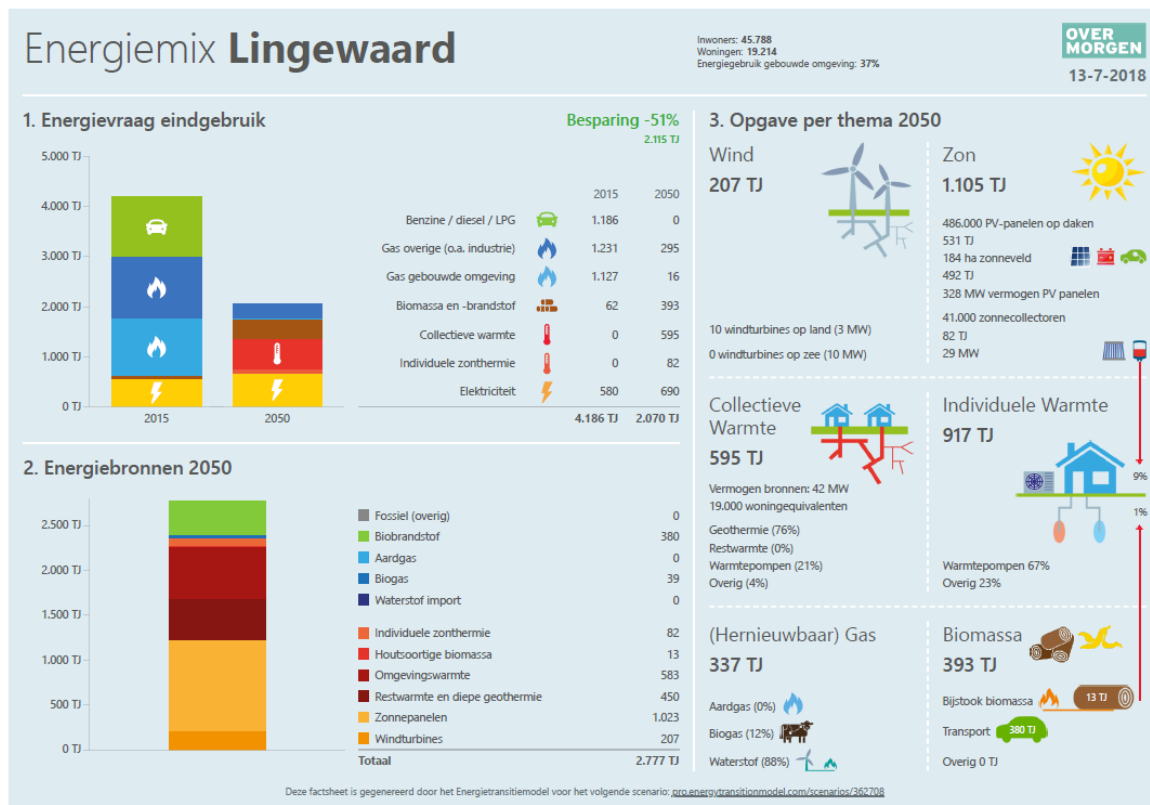 Energiemix Lingewaard
Inwoners: 45.788
Woningen: 19.214
Energiegebruik gebouwde omgeving: 37%
OVER
MORGEN
13-7-2018
1. Energievraag eindgebruik
Besparing -51%
2.115 TJ
5.000 TJ
4.000 TJ
3.000 TJ
2.000 TJ
1.000 TJ
0 TJ
2015
2050
2015 2050
Benzine / diesel / LPG 1.186 0
Gas overige (o.a. industrie) 1.231 295
Gas gebouwde omgeving 1.127 16
Biomassa en -brandstof 62 393
Collectieve warmte 0 595
Individuele zonthermie 0 82
Elektriciteit 580 690
4.186 TJ 2.070 TJ
2. Energiebronnen 2050
2.500 TJ
2.000 TJ
1.500 TJ
1.000 TJ
500 TJ
0 TJ
Fossiel (overig) 0
Biobrandstof 380
Aardgas 0
Biogas 39
Waterstof import 0
Individuele zonthermie 82
Houtsoortige biomassa 13
Omgevingswarmte 583
Restwarmte en diepe geothermie 450
Zonnepanelen 1.023
Windturbines 207
Totaal 2.777 TJ
3. Opgave per thema 2050
Wind
207 TJ
10 windturbines op land (3 MW)
0 windturbines op zee (10 MW)
Zon
1.105 TJ
486.000 PV-panelen op daken
531 TJ
184 ha zonneveld
492 TJ
328 MW vermogen PV panelen
41.000 zonnecollectoren
82 TJ
29 MW
Collectieve
Warmte
595 TJ
Vermogen bronnen: 42 MW
19.000 woningequivalenten
Geothermie (76%)
Restwarmte (0%)
Warmtepompen (21%)
Overig (4%)
Individuele Warmte
917 TJ
9%
1%
Warmtepompen 67%
Overig 23%
(Hernieuwbaar) Gas
337 TJ
Aardgas (0%)
Biogas (12%)
Waterstof (88%)
Biomassa
393 TJ
Bijstook biomassa 13 TJ
Transport 380 TJ
Overig 0 TJ
Deze factsheet is gegenereerd door het Energietransitiemodel voor het volgende scenario: pro.energytransitionmodel.com/scenarios/362708